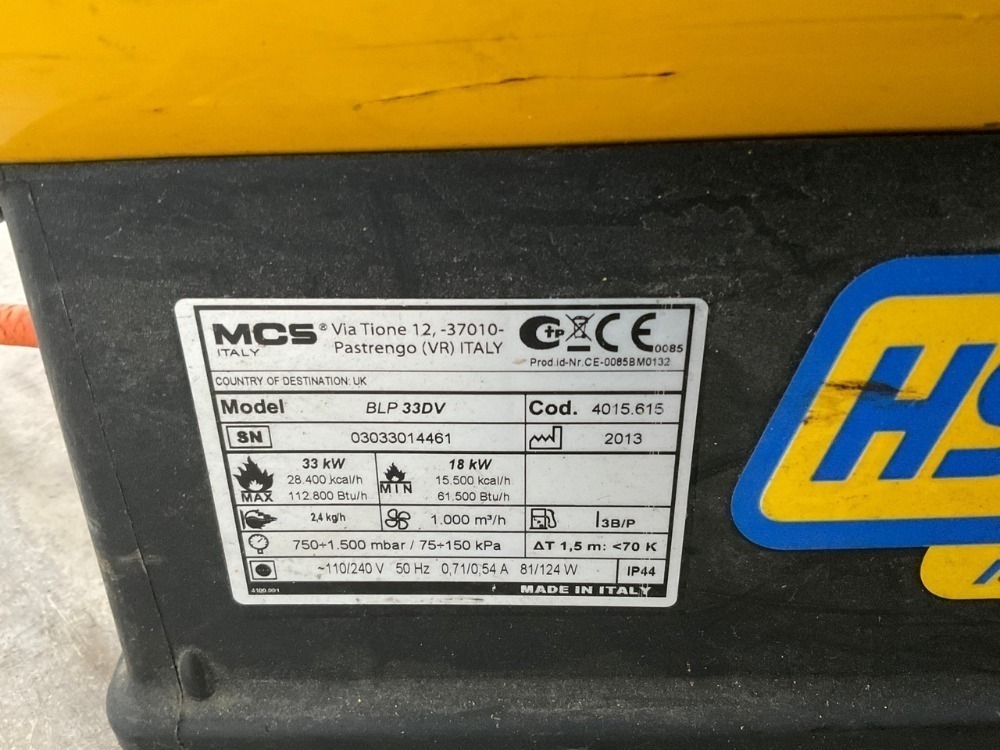 MCS® Via Tione 12, -37010-
ITALY Pastrengo (VR) ITALY
CE 0085
Prod.id-Nr.CE-0085BM0132
COUNTRY OF DESTINATION: UK
Model BLP 33DV Cod. 4015.615
SN 03033014461 2013
33 kW 18 kW
28.400 kcal/h 15.500 kcal/h
MAX 112.800 Btu/h MIN 61.500 Btu/h
2,4 kg/h 1.000 m³/h I3B/P
750÷1.500 mbar / 75÷150 kPa ΔT 1,5 m: <70 K
~110/240 V 50 Hz 0,71/0,54 A 81/124 W IP44
4100.001 MADE IN ITALY
HS